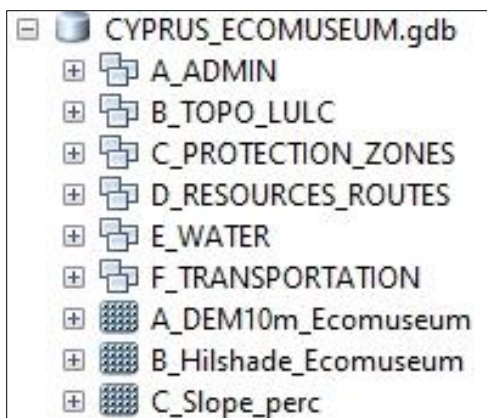 CYPRUS_ECOMUSEUM.gdb
A_ADMIN
B_TOPO_LULC
C_PROTECTION_ZONES
D_RESOURCES_ROUTES
E_WATER
F_TRANSPORTATION
A_DEM10m_Ecomuseum
B_Hilshade_Ecomuseum
C_Slope_perc